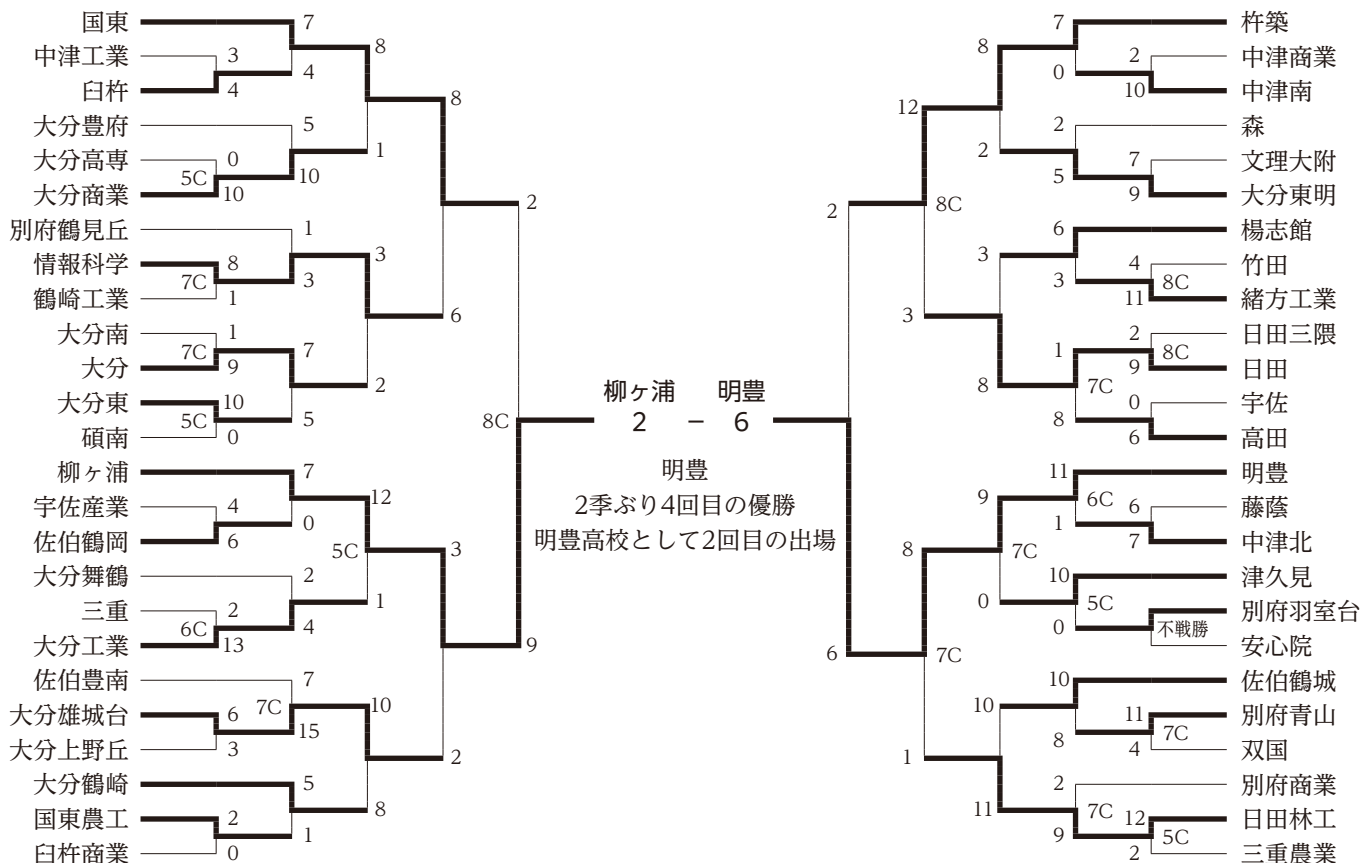 国東 7
8
中津工業 3
4
臼杵 4
8
大分豊府 5
1
大分高専 0
5C
10
大分商業 10
2
別府鶴見丘 1
3
情報科学 8
7C
3
鶴崎工業 1
6
大分南 1
7C
7
大分 9
2
大分東 10
5C
5
碩南 0
8C
柳ヶ浦 7
12
宇佐産業 4
0
佐伯鶴岡 6
5C
3
大分舞鶴 2
1
三重 2
6C
4
大分工業 13
9
佐伯豊南 7
7C
10
大分雄城台 6
15
大分上野丘 3
2
大分鶴崎 5
8
国東農工 2
1
臼杵商業 0
柳ヶ浦 明豊
2 – 6
明豊
2季ぶり4回目の優勝
明豊高校として2回目の出場
7 杵築
8
2 中津商業
0
10 中津南
12
2 森
2
7 文理大附
5
9 大分東明
2
8C
6 楊志館
3
4 竹田
3
8C
11 緒方工業
3
2 日田三隈
1
8C
9 日田
8
7C
0 宇佐
8
6 高田
11 明豊
9
6C
6 藤蔭
1
7 中津北
8
7C
10 津久見
0
5C
別府羽室台
0
不戦勝
安心院
6
7C
10 佐伯鶴城
10
11 別府青山
8
7C
4 双国
1
2 別府商業
11
7C
12 日田林工
9
5C
2 三重農業